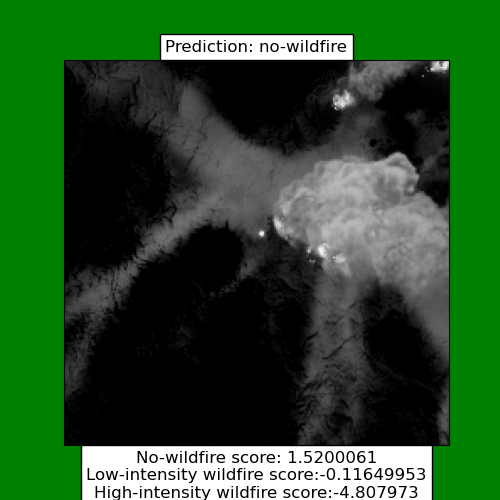 Prediction: no-wildfire
No-wildfire score: 1.5200061
Low-intensity wildfire score:-0.11649953
High-intensity wildfire score:-4.807973